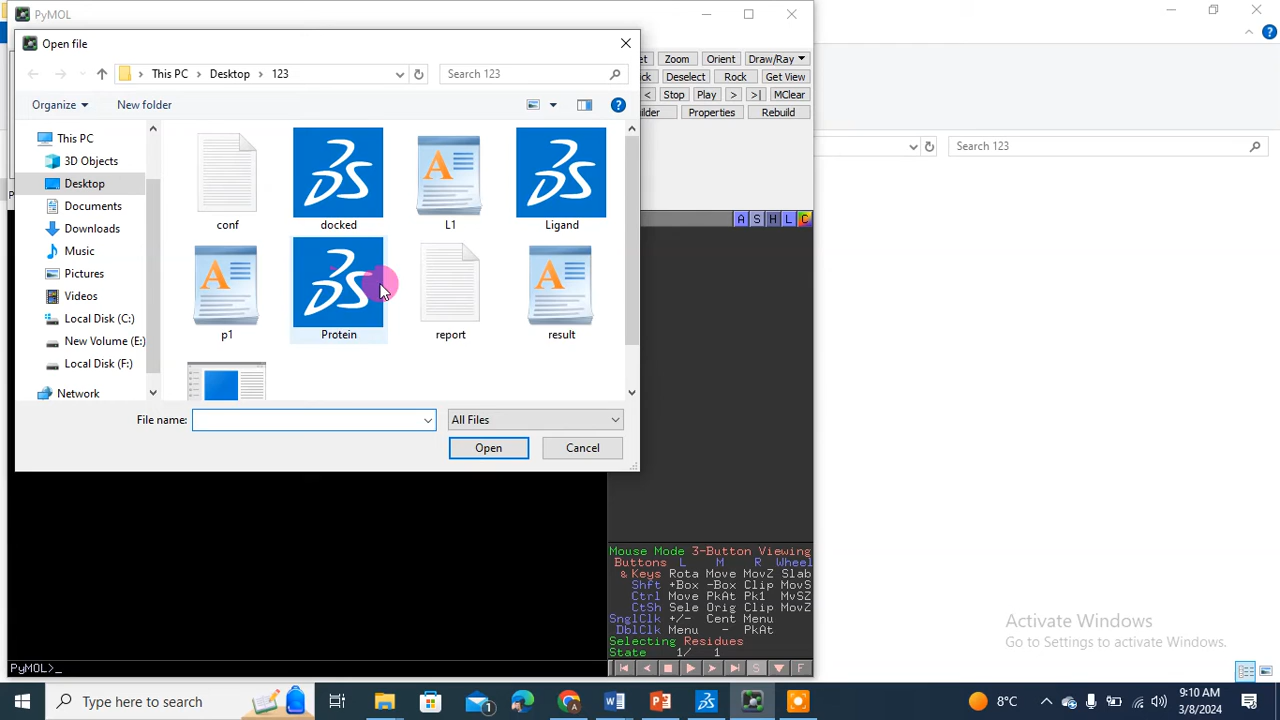 PyMOL
Open file
This PC
Desktop
123
Search 123
Organize
New folder
This PC
3D Objects
Desktop
Documents
Downloads
Music
Pictures
Videos
Local Disk (C:)
New Volume (E:)
Local Disk (F:)
Network
conf
docked
L1
Ligand
p1
Protein
report
result
File name:
All Files
Open
Cancel
Zoom
Orient
Draw/Ray
Deselect
Rock
Get View
<
Stop
Play
>
>|
MClear
Properties
Rebuild
Search 123
A S H L C
Mouse Mode 3-Button Viewing
Buttons L M R Wheel
& Keys Rota Move MovZ Slab
Shft +Box -Box Clip MovS
Ctrl Move PkAt Pk1 MvSZ
CtSh Sele Orig Clip MovZ
SnglClk +/- Cent Menu
DblClk Menu - PkAt
Selecting Residues
State 1/ 1
S
F
PyMOL>_
Activate Windows
Go to Settings to activate Windows.
Type here to search
1
8°C
9:10 AM
3/8/2024